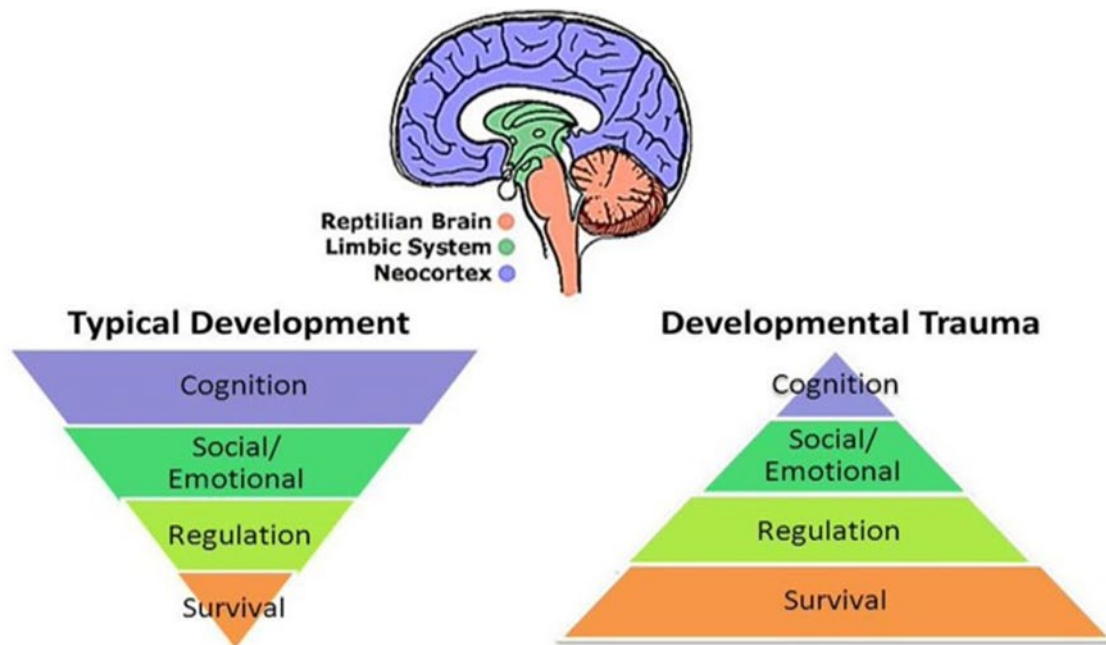 Reptilian Brain
Limbic System
Neocortex
Typical Development
Cognition
Social/
Emotional
Regulation
Survival
Developmental Trauma
Cognition
Social/
Emotional
Regulation
Survival